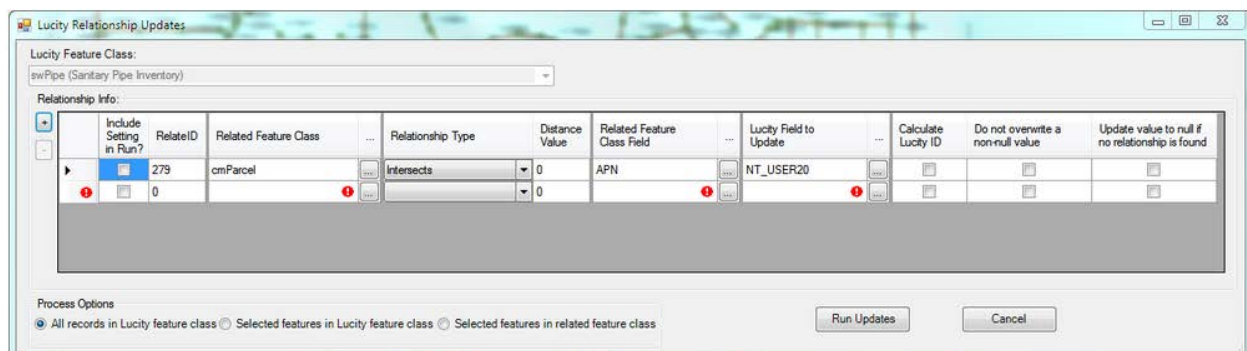 Lucity Relationship Updates
Lucity Feature Class:
swPipe (Sanitary Pipe Inventory)
Relationship Info:
+
-
Include Setting in Run? RelateID Related Feature Class ... Relationship Type Distance Value Related Feature Class Field ... Lucity Field to Update ... Calculate Lucity ID Do not overwrite a non-null value Update value to null if no relationship is found
279 cmParcel ... Intersects 0 APN ... NT_USER20 ...
0 ... 0 ... ...
Process Options
All records in Lucity feature class Selected features in Lucity feature class Selected features in related feature class
Run Updates Cancel